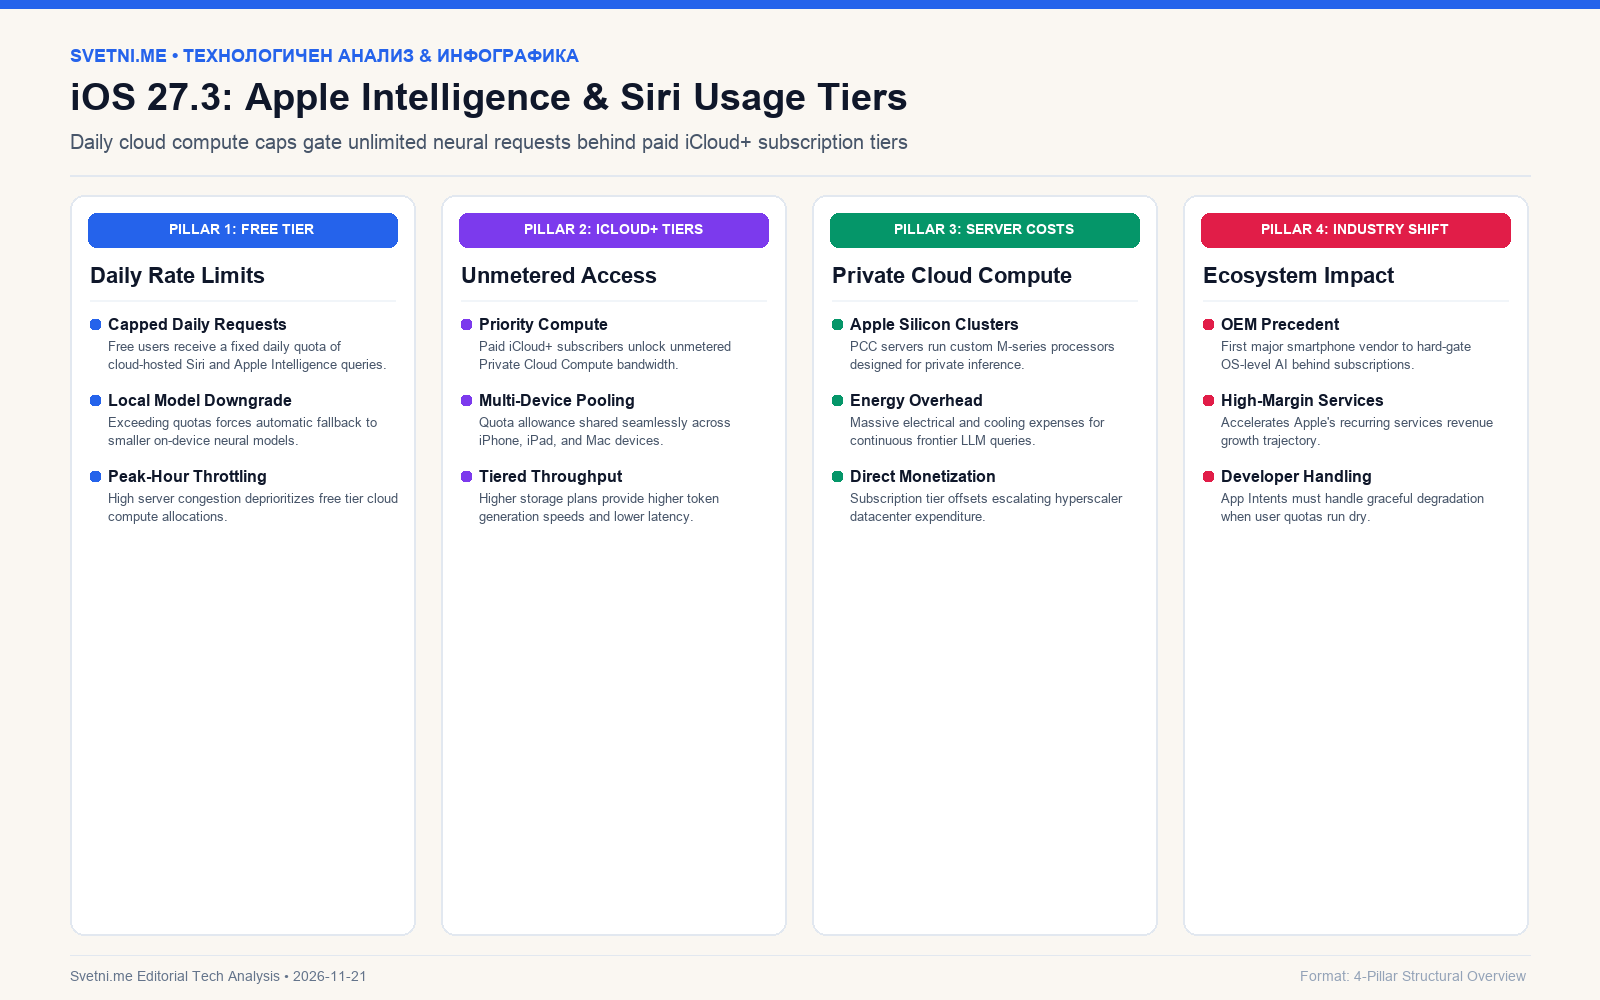 SVETNI.ME • ТЕХНОЛОГИЧЕН АНАЛИЗ & ИНФОГРАФИКА
iOS 27.3: Apple Intelligence & Siri Usage Tiers
Daily cloud compute caps gate unlimited neural requests behind paid iCloud+ subscription tiers
PILLAR 1: FREE TIER
Daily Rate Limits
Capped Daily Requests
Free users receive a fixed daily quota of
cloud-hosted Siri and Apple Intelligence queries.
Local Model Downgrade
Exceeding quotas forces automatic fallback to
smaller on-device neural models.
Peak-Hour Throttling
High server congestion deprioritizes free tier cloud
compute allocations.
PILLAR 2: ICLOUD+ TIERS
Unmetered Access
Priority Compute
Paid iCloud+ subscribers unlock unmetered
Private Cloud Compute bandwidth.
Multi-Device Pooling
Quota allowance shared seamlessly across
iPhone, iPad, and Mac devices.
Tiered Throughput
Higher storage plans provide higher token
generation speeds and lower latency.
PILLAR 3: SERVER COSTS
Private Cloud Compute
Apple Silicon Clusters
PCC servers run custom M-series processors
designed for private inference.
Energy Overhead
Massive electrical and cooling expenses for
continuous frontier LLM queries.
Direct Monetization
Subscription tier offsets escalating hyperscaler
datacenter expenditure.
PILLAR 4: INDUSTRY SHIFT
Ecosystem Impact
OEM Precedent
First major smartphone vendor to hard-gate
OS-level AI behind subscriptions.
High-Margin Services
Accelerates Apple's recurring services revenue
growth trajectory.
Developer Handling
App Intents must handle graceful degradation
when user quotas run dry.
Svetni.me Editorial Tech Analysis • 2026-11-21
Format: 4-Pillar Structural Overview